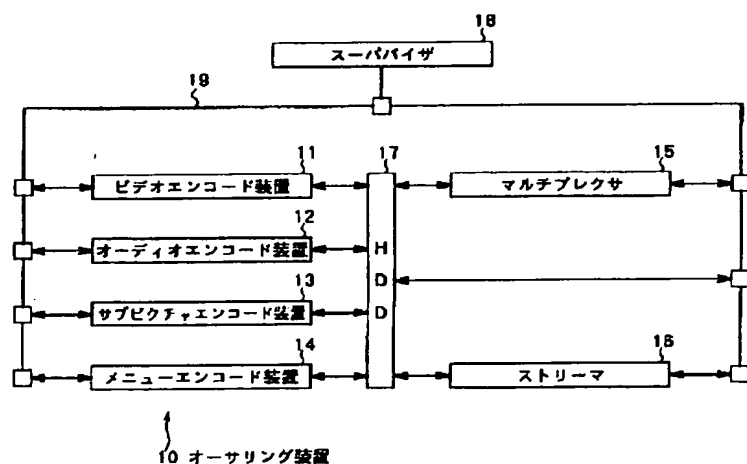 18
スーパバイザ
19
11
ビデオエンコード装置
12
オーディオエンコード装置
13
サブピクチャエンコード装置
14
メニューエンコード装置
17
HDD
15
マルチプレクサ
16
ストリーマ
10 オーサリング装置